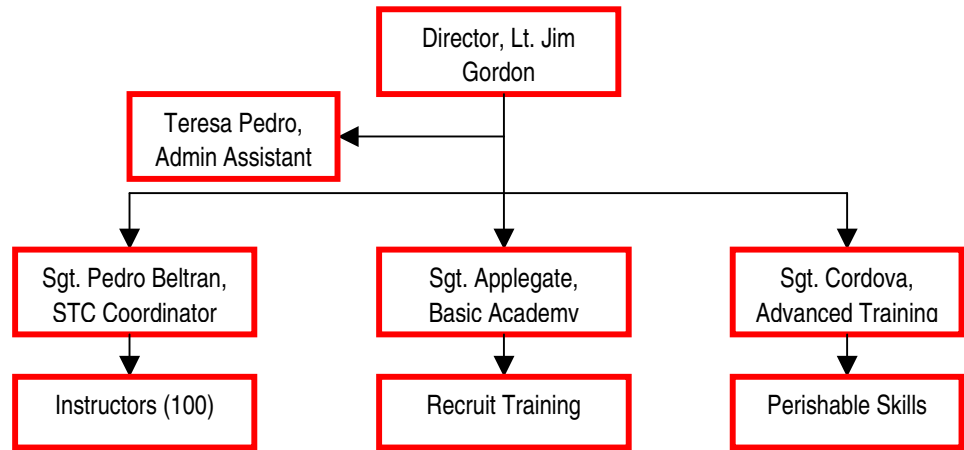 Director, Lt. Jim
Gordon
Teresa Pedro,
Admin Assistant
Sgt. Pedro Beltran,
STC Coordinator
Sgt. Applegate,
Basic Academy
Sgt. Cordova,
Advanced Training
Instructors (100)
Recruit Training
Perishable Skills